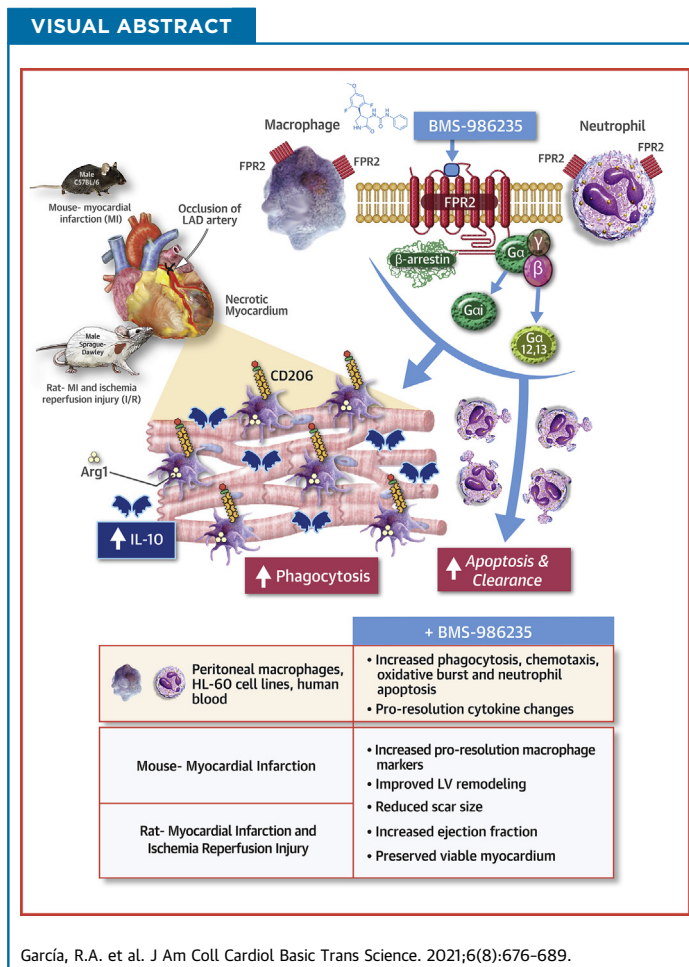 VISUAL ABSTRACT
Macrophage
FPR2
FPR2
O
F
F
HN
O
N
H
N
H
O
BMS-986235
Neutrophil
FPR2
FPR2
FPR2
β-arrestin
Gα
γ
β
Gαi
Gα
12,13
Male
C57BL/6
Mouse- myocardial
infarction (MI)
Occlusion of
LAD artery
Necrotic
Myocardium
Male
Sprague-
Dawley
Rat- MI and ischemia
reperfusion injury (I/R)
CD206
Arg1
IL-10
Phagocytosis
Apoptosis &
Clearance
+ BMS-986235
Peritoneal macrophages,
HL-60 cell lines, human
blood
• Increased phagocytosis, chemotaxis,
oxidative burst and neutrophil
apoptosis
• Pro-resolution cytokine changes
Mouse- Myocardial Infarction
Rat- Myocardial Infarction and
Ischemia Reperfusion Injury
• Increased pro-resolution macrophage
markers
• Improved LV remodeling
• Reduced scar size
• Increased ejection fraction
• Preserved viable myocardium
García, R.A. et al. J Am Coll Cardiol Basic Trans Science. 2021;6(8):676–689.